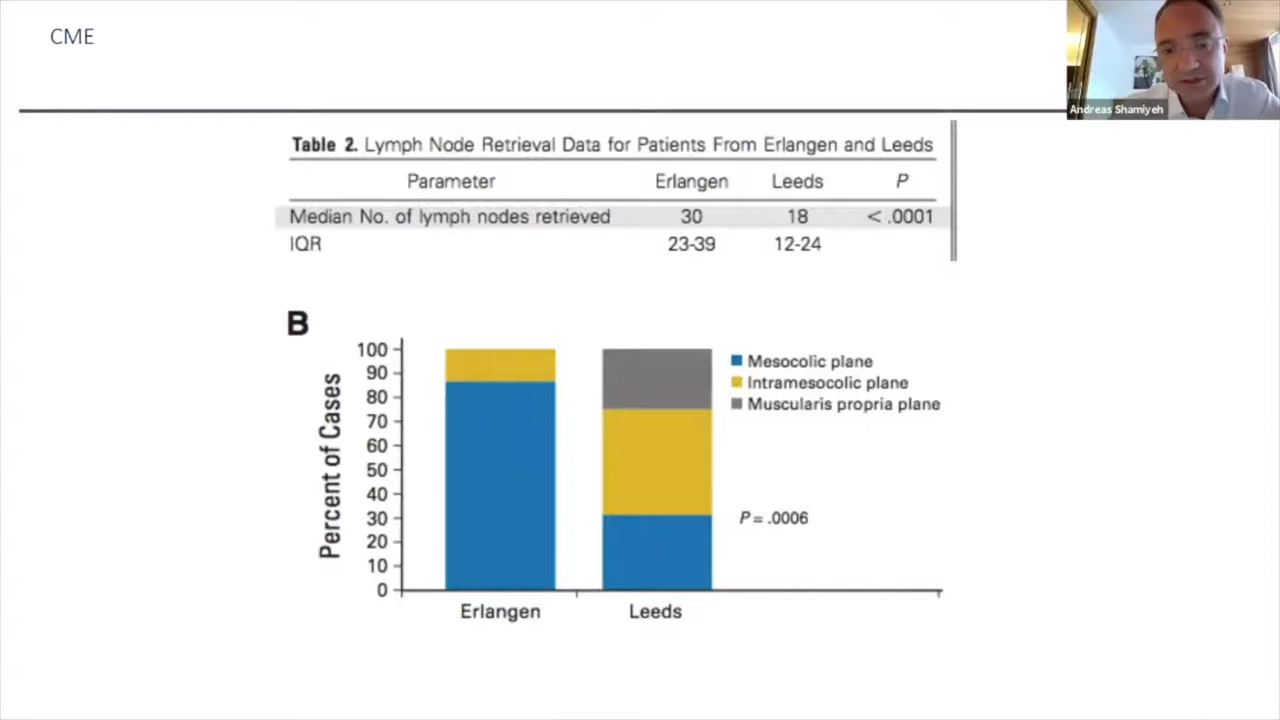 CME
Andreas Shamiyeh
Table 2. Lymph Node Retrieval Data for Patients From Erlangen and Leeds
Parameter Erlangen Leeds P
Median No. of lymph nodes retrieved 30 18 < .0001
IQR 23-39 12-24
B
Percent of Cases
100
90
80
70
60
50
40
30
20
10
0
Erlangen Leeds
Mesocolic plane
Intramesocolic plane
Muscularis propria plane
P = .0006